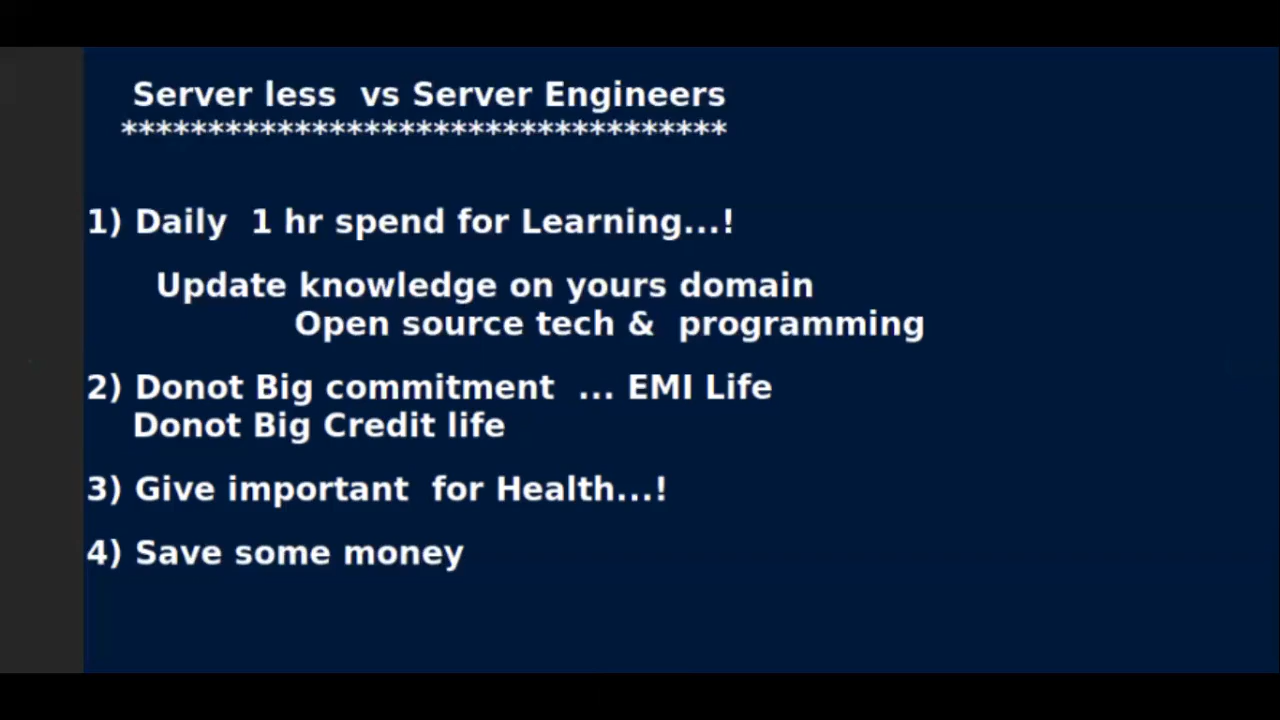 Server less  vs Server Engineers
***********************************
1) Daily  1 hr spend for Learning...!
Update knowledge on yours domain
Open source tech &  programming
2) Donot Big commitment  ... EMI Life
Donot Big Credit life
3) Give important  for Health...!
4) Save some money